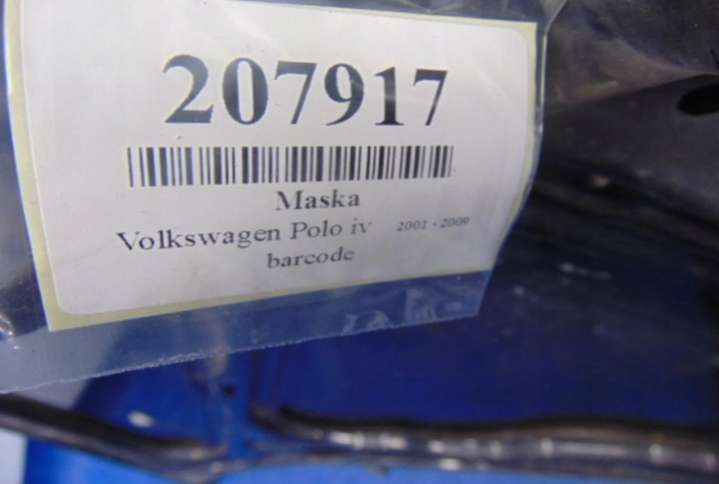 207917
Maska
Volkswagen Polo iv 2001 - 2009
barcode